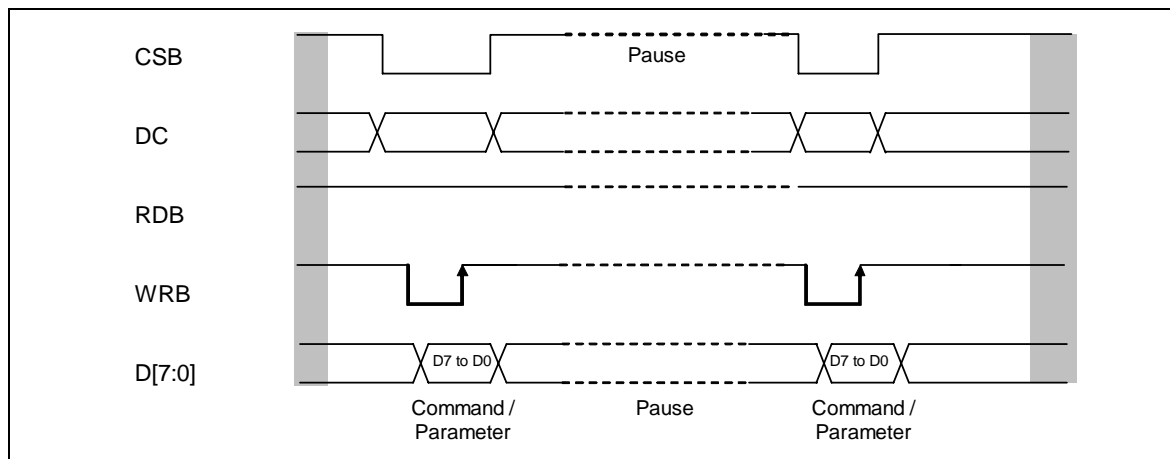 CSB
Pause
DC
RDB
WRB
D[7:0]
D7 to D0
D7 to D0
Command /
Parameter
Pause
Command /
Parameter